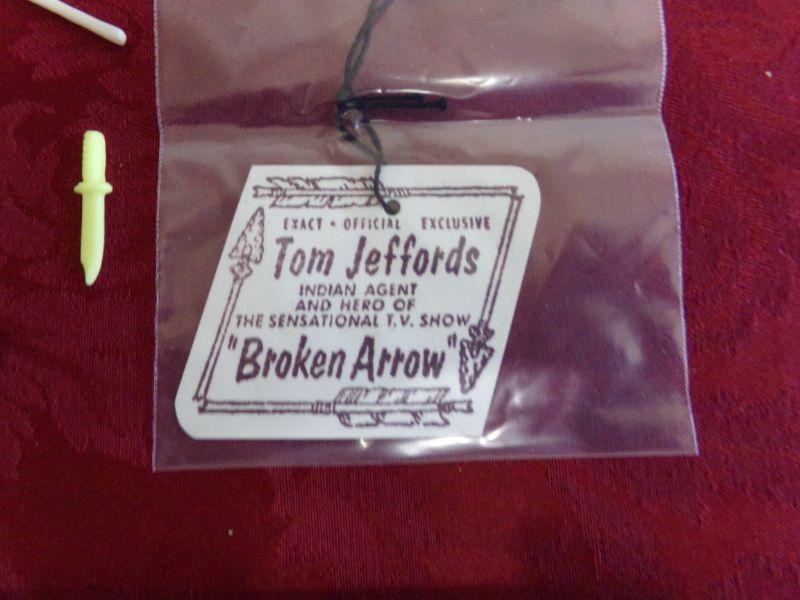 EXACT • OFFICIAL EXCLUSIVE
Tom Jeffords
INDIAN AGENT
AND HERO OF
THE SENSATIONAL T.V. SHOW
"Broken Arrow"